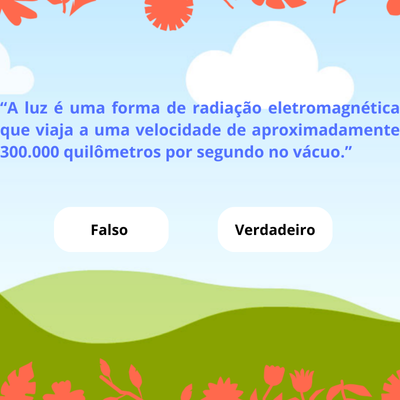 “A luz é uma forma de radiação eletromagnética
que viaja a uma velocidade de aproximadamente
300.000 quilômetros por segundo no vácuo.”
Falso
Verdadeiro